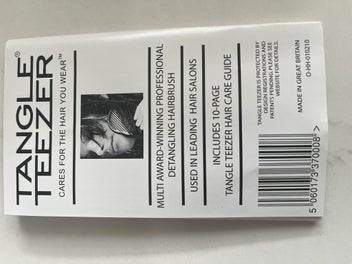 TANGLE
TEEZER®
CARES FOR THE HAIR YOU WEAR™
MULTI AWARD-WINNING PROFESSIONAL
DETANGLING HAIRBRUSH
USED IN LEADING HAIR SALONS
INCLUDES 10-PAGE
TANGLE TEEZER HAIR CARE GUIDE
TANGLE TEEZER IS PROTECTED BY
DESIGN REGISTRATIONS AND
PATENTS PENDING PLEASE SEE
WEBSITE FOR DETAILS.
MADE IN GREAT BRITAIN
O-HH-010210
5 060173 370008 >